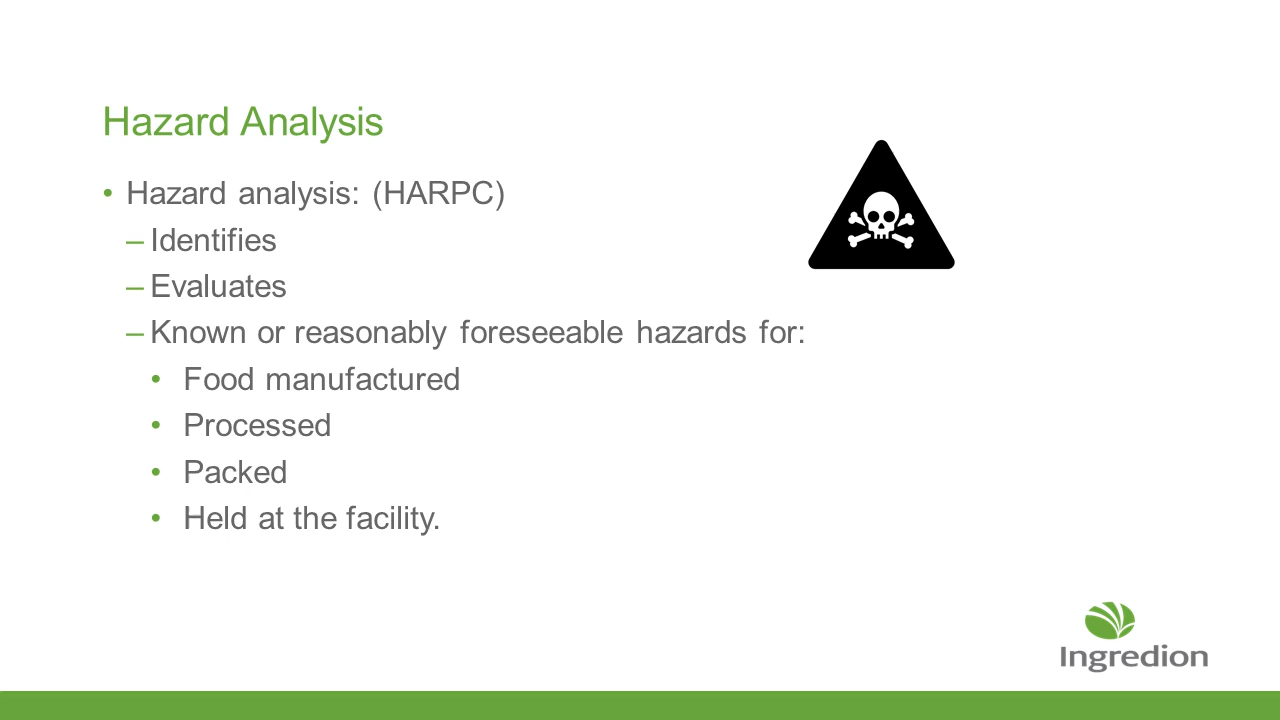 Hazard Analysis
• Hazard analysis: (HARPC)
– Identifies
– Evaluates
– Known or reasonably foreseeable hazards for:
• Food manufactured
• Processed
• Packed
• Held at the facility.
Ingredion